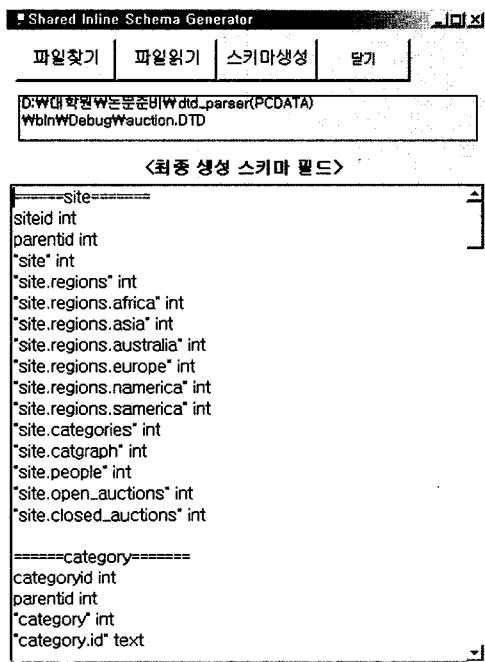 Shared Inline Schema Generator
파일찾기 파일읽기 스키마생성 닫기
D:₩대학원₩논문준비₩dtd_parser(PCDATA)
₩bin₩Debug₩auction.DTD
<최종 생성 스키마 필드>
======site=======
siteid int
parentid int
"site" int
"site.regions" int
"site.regions.africa" int
"site.regions.asia" int
"site.regions.australia" int
"site.regions.europe" int
"site.regions.namerica" int
"site.regions.samerica" int
"site.categories" int
"site.catgraph" int
"site.people" int
"site.open_auctions" int
"site.closed_auctions" int
======category=======
categoryid int
parentid int
"category" int
"category.id" text